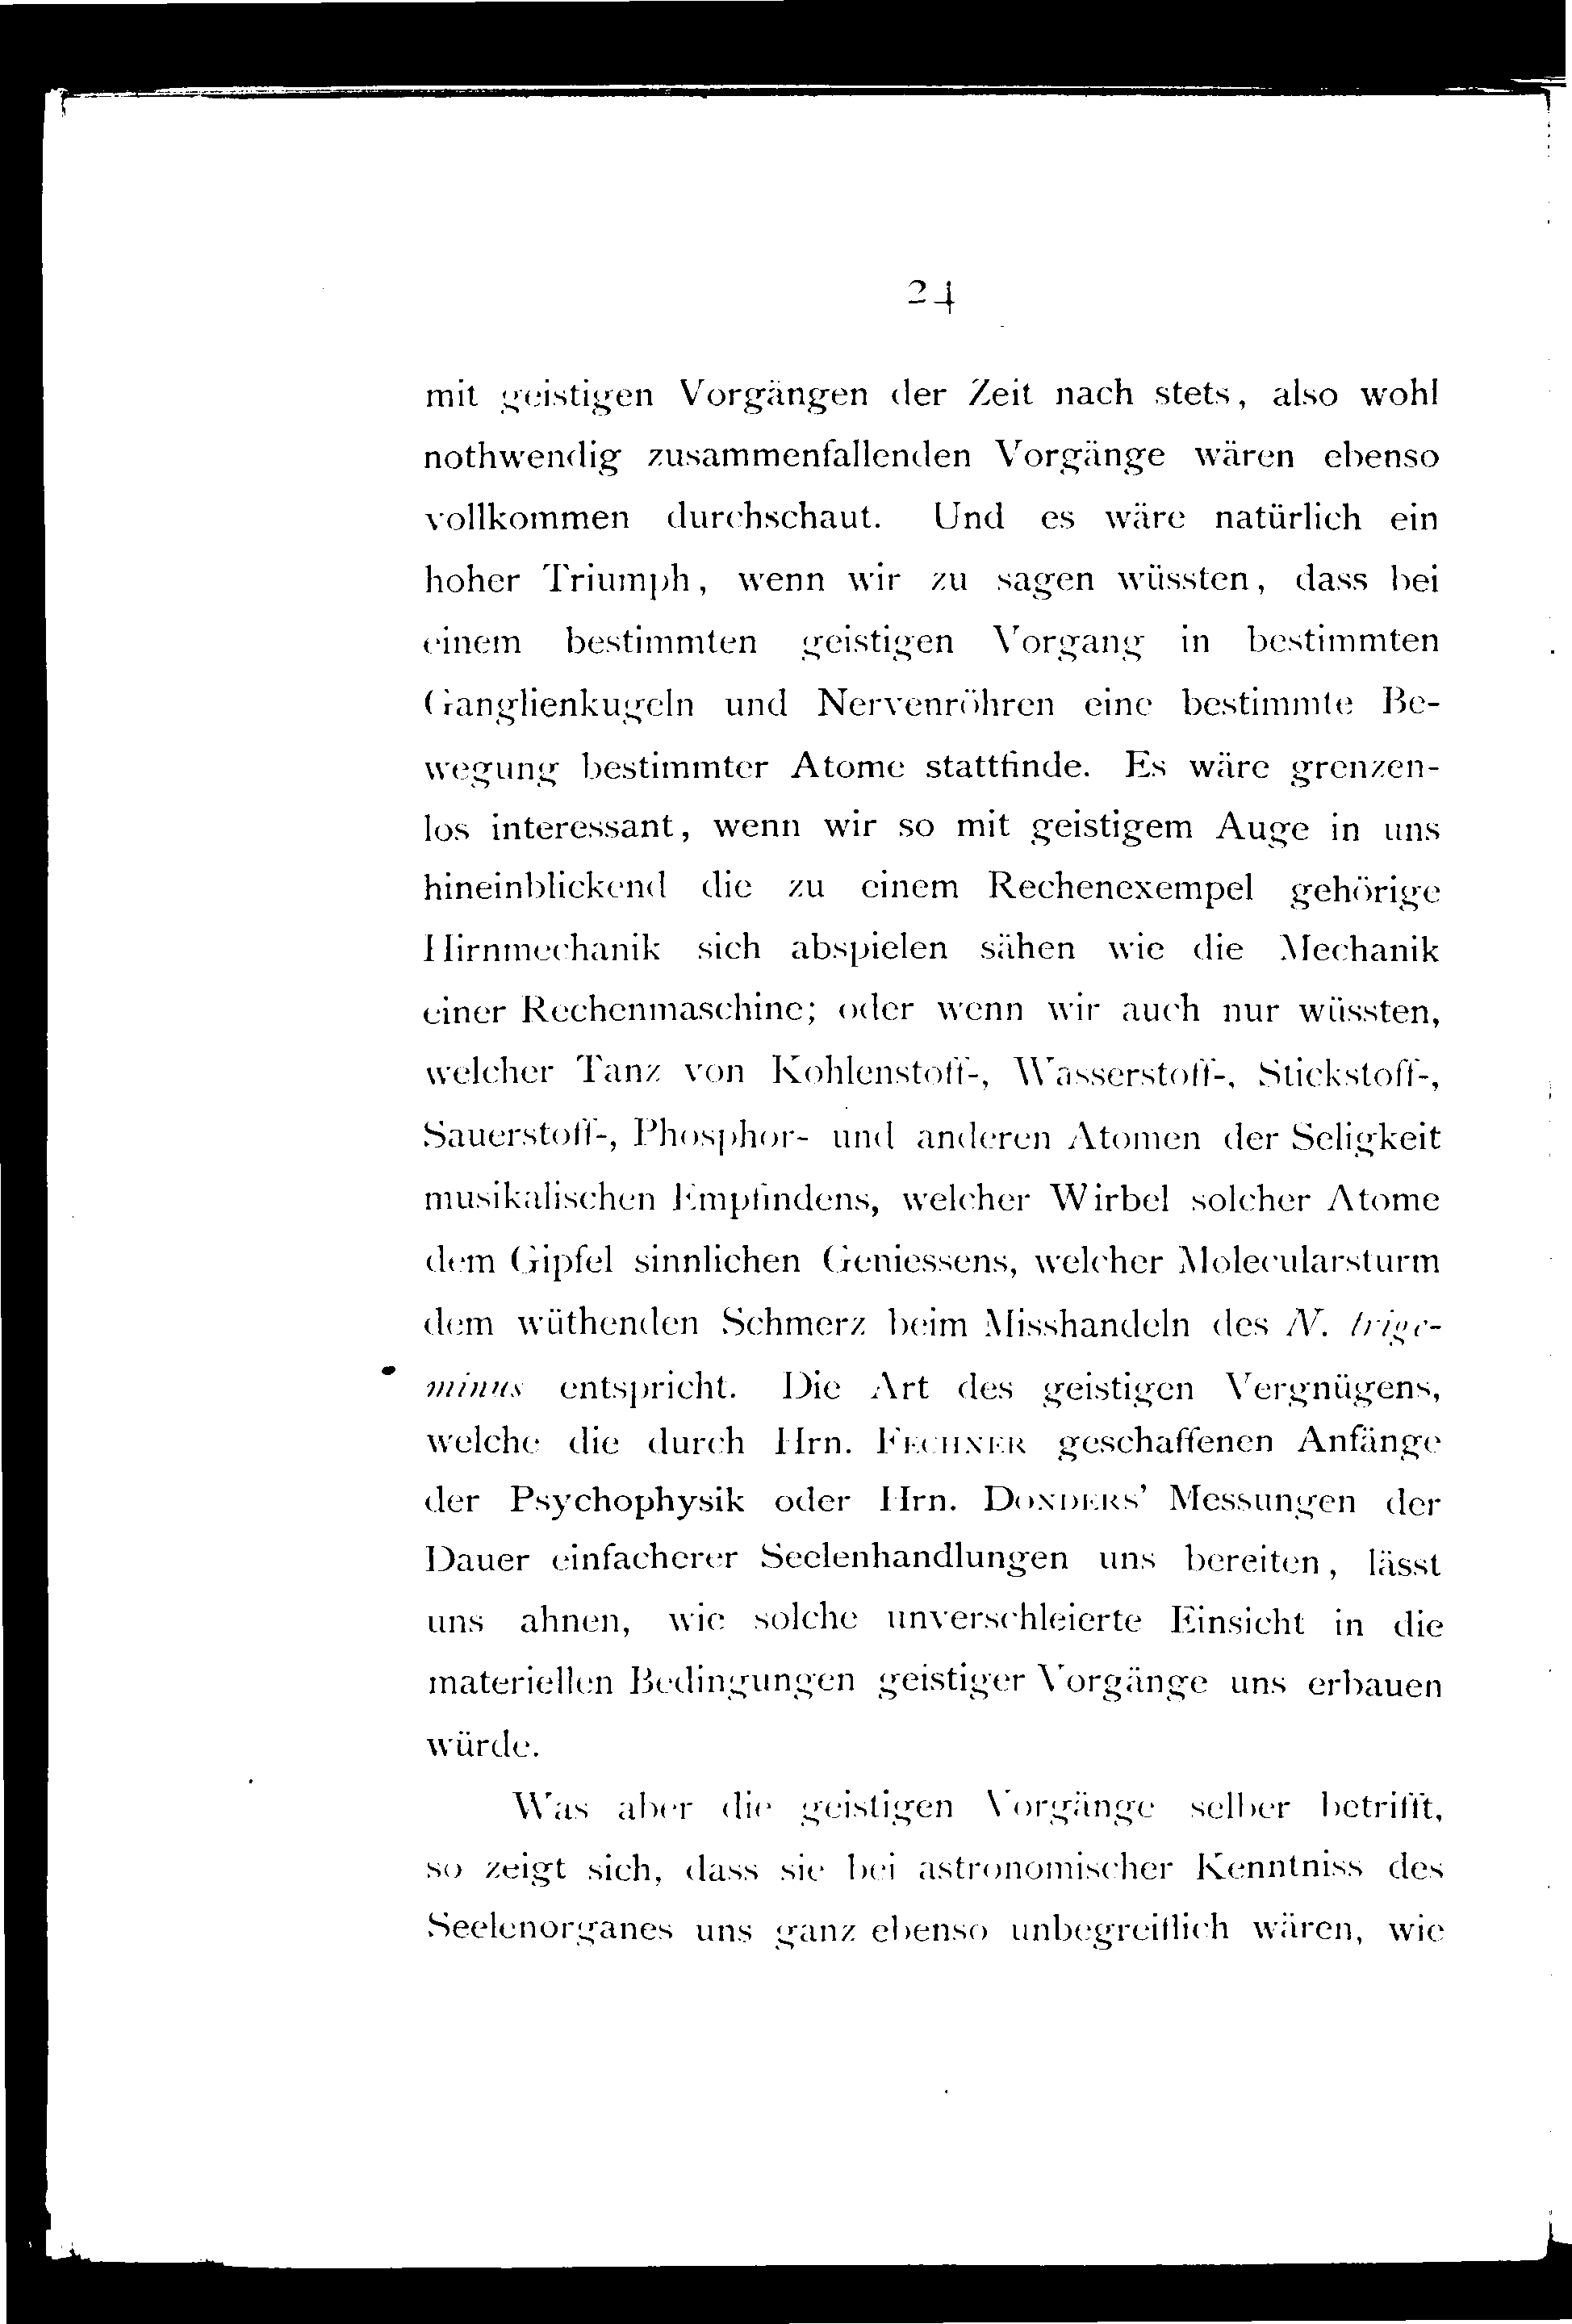 24
mit geistigen Vorgängen der Zeit nach stets, also wohl
nothwendig zusammenfallenden Vorgänge wären ebenso
vollkommen durchschaut. Und es wäre natürlich ein
hoher Triumph, wenn wir zu sagen wüssten, dass bei
einem bestimmten geistigen Vorgang in bestimmten
Ganglienkugeln und Nervenröhren eine bestimmte Be-
wegung bestimmter Atome stattfinde. Es wäre grenzen-
los interessant, wenn wir so mit geistigem Auge in uns
hineinblickend die zu einem Rechenexempel gehörige
Hirnmechanik sich abspielen sähen wie die Mechanik
einer Rechenmaschine; oder wenn wir auch nur wüssten,
welcher Tanz von Kohlenstoff-, Wasserstoff-, Stickstoff-,
Sauerstoff-, Phosphor- und anderen Atomen der Seligkeit
musikalischen Empfindens, welcher Wirbel solcher Atome
dem Gipfel sinnlichen Geniessens, welcher Molecularsturm
dem wüthenden Schmerz beim Misshandeln des N. trige-
minus entspricht. Die Art des geistigen Vergnügens,
welche die durch Hrn. FECHNER geschaffenen Anfänge
der Psychophysik oder Hrn. DONDERS' Messungen der
Dauer einfacherer Seelenhandlungen uns bereiten, lässt
uns ahnen, wie solche unverschleierte Einsicht in die
materiellen Bedingungen geistiger Vorgänge uns erbauen
würde.
Was aber die geistigen Vorgänge selber betrifft,
so zeigt sich, dass sie bei astronomischer Kenntniss des
Seelenorganes uns ganz ebenso unbegreiflich wären, wie